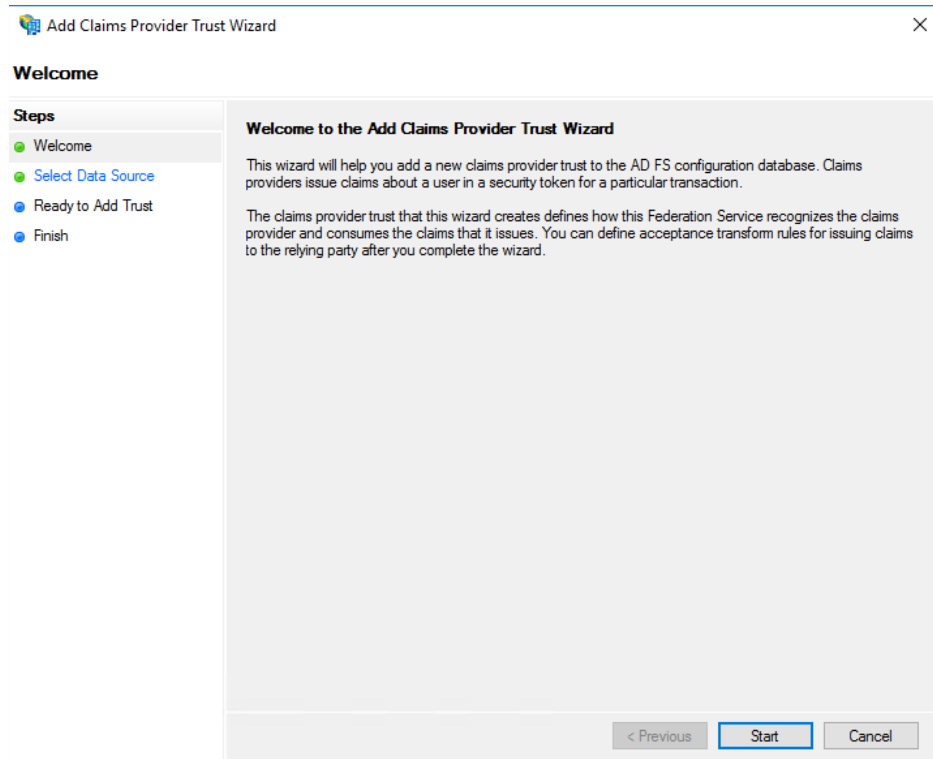 Add Claims Provider Trust Wizard
Welcome
Steps
Welcome
Select Data Source
Ready to Add Trust
Finish
Welcome to the Add Claims Provider Trust Wizard
This wizard will help you add a new claims provider trust to the AD FS configuration database. Claims
providers issue claims about a user in a security token for a particular transaction.
The claims provider trust that this wizard creates defines how this Federation Service recognizes the claims
provider and consumes the claims that it issues. You can define acceptance transform rules for issuing claims
to the relying party after you complete the wizard.
< Previous
Start
Cancel